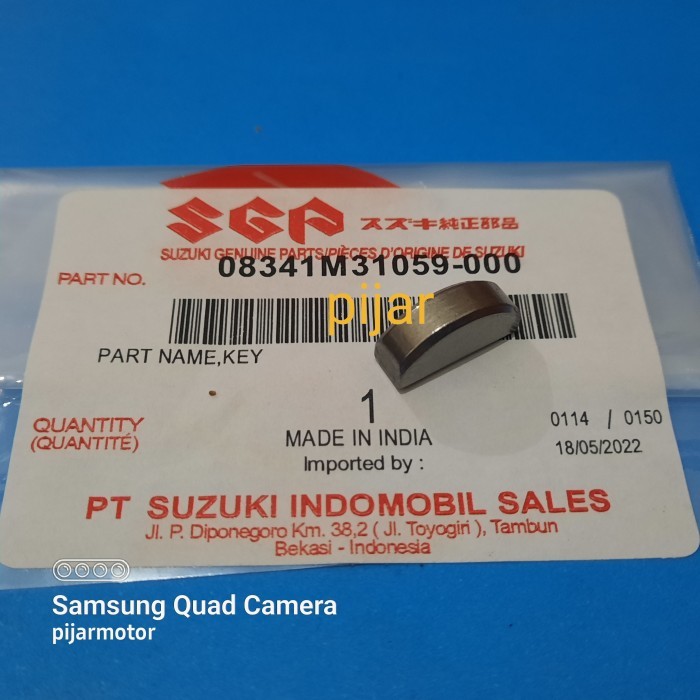 SGP スズキ純正部品
SUZUKI GENUINE PARTS/PIÈCES D'ORIGINE DE SUZUKI
PART NO. 08341M31059-000
pijar
PART NAME,KEY
1
QUANTITY
(QUANTITÉ)
MADE IN INDIA
0114 / 0150
Imported by :
18/05/2022
PT SUZUKI INDOMOBIL SALES
Jl. P. Diponegoro Km. 38,2 ( Jl. Toyogiri ), Tambun
Bekasi - Indonesia
Samsung Quad Camera
pijarmotor